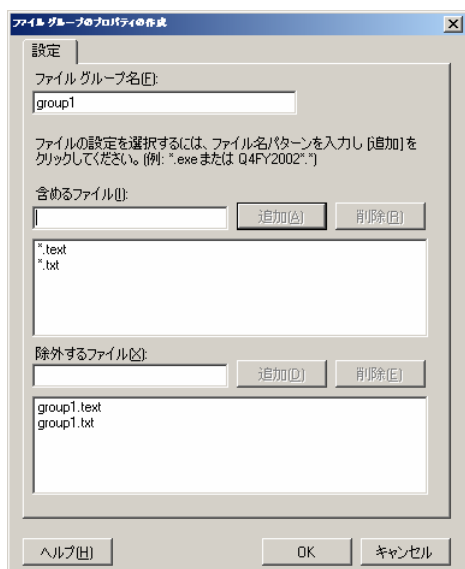 ファイル グループのプロパティの作成
設定
ファイル グループ名(F):
group1
ファイルの設定を選択するには、ファイル名パターンを入力し [追加] を
クリックしてください。(例: *.exe または Q4FY2002*.*)
含めるファイル(I):
追加(A) 削除(R)
*.text
*.txt
除外するファイル(X):
追加(D) 削除(E)
group1.text
group1.txt
ヘルプ(H) OK キャンセル